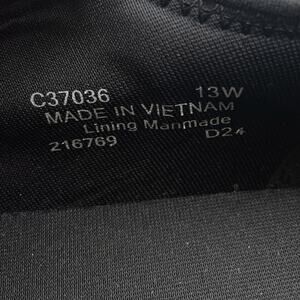 C37036 13W
MADE IN VIETNAM
Lining Manmade
216769 D24